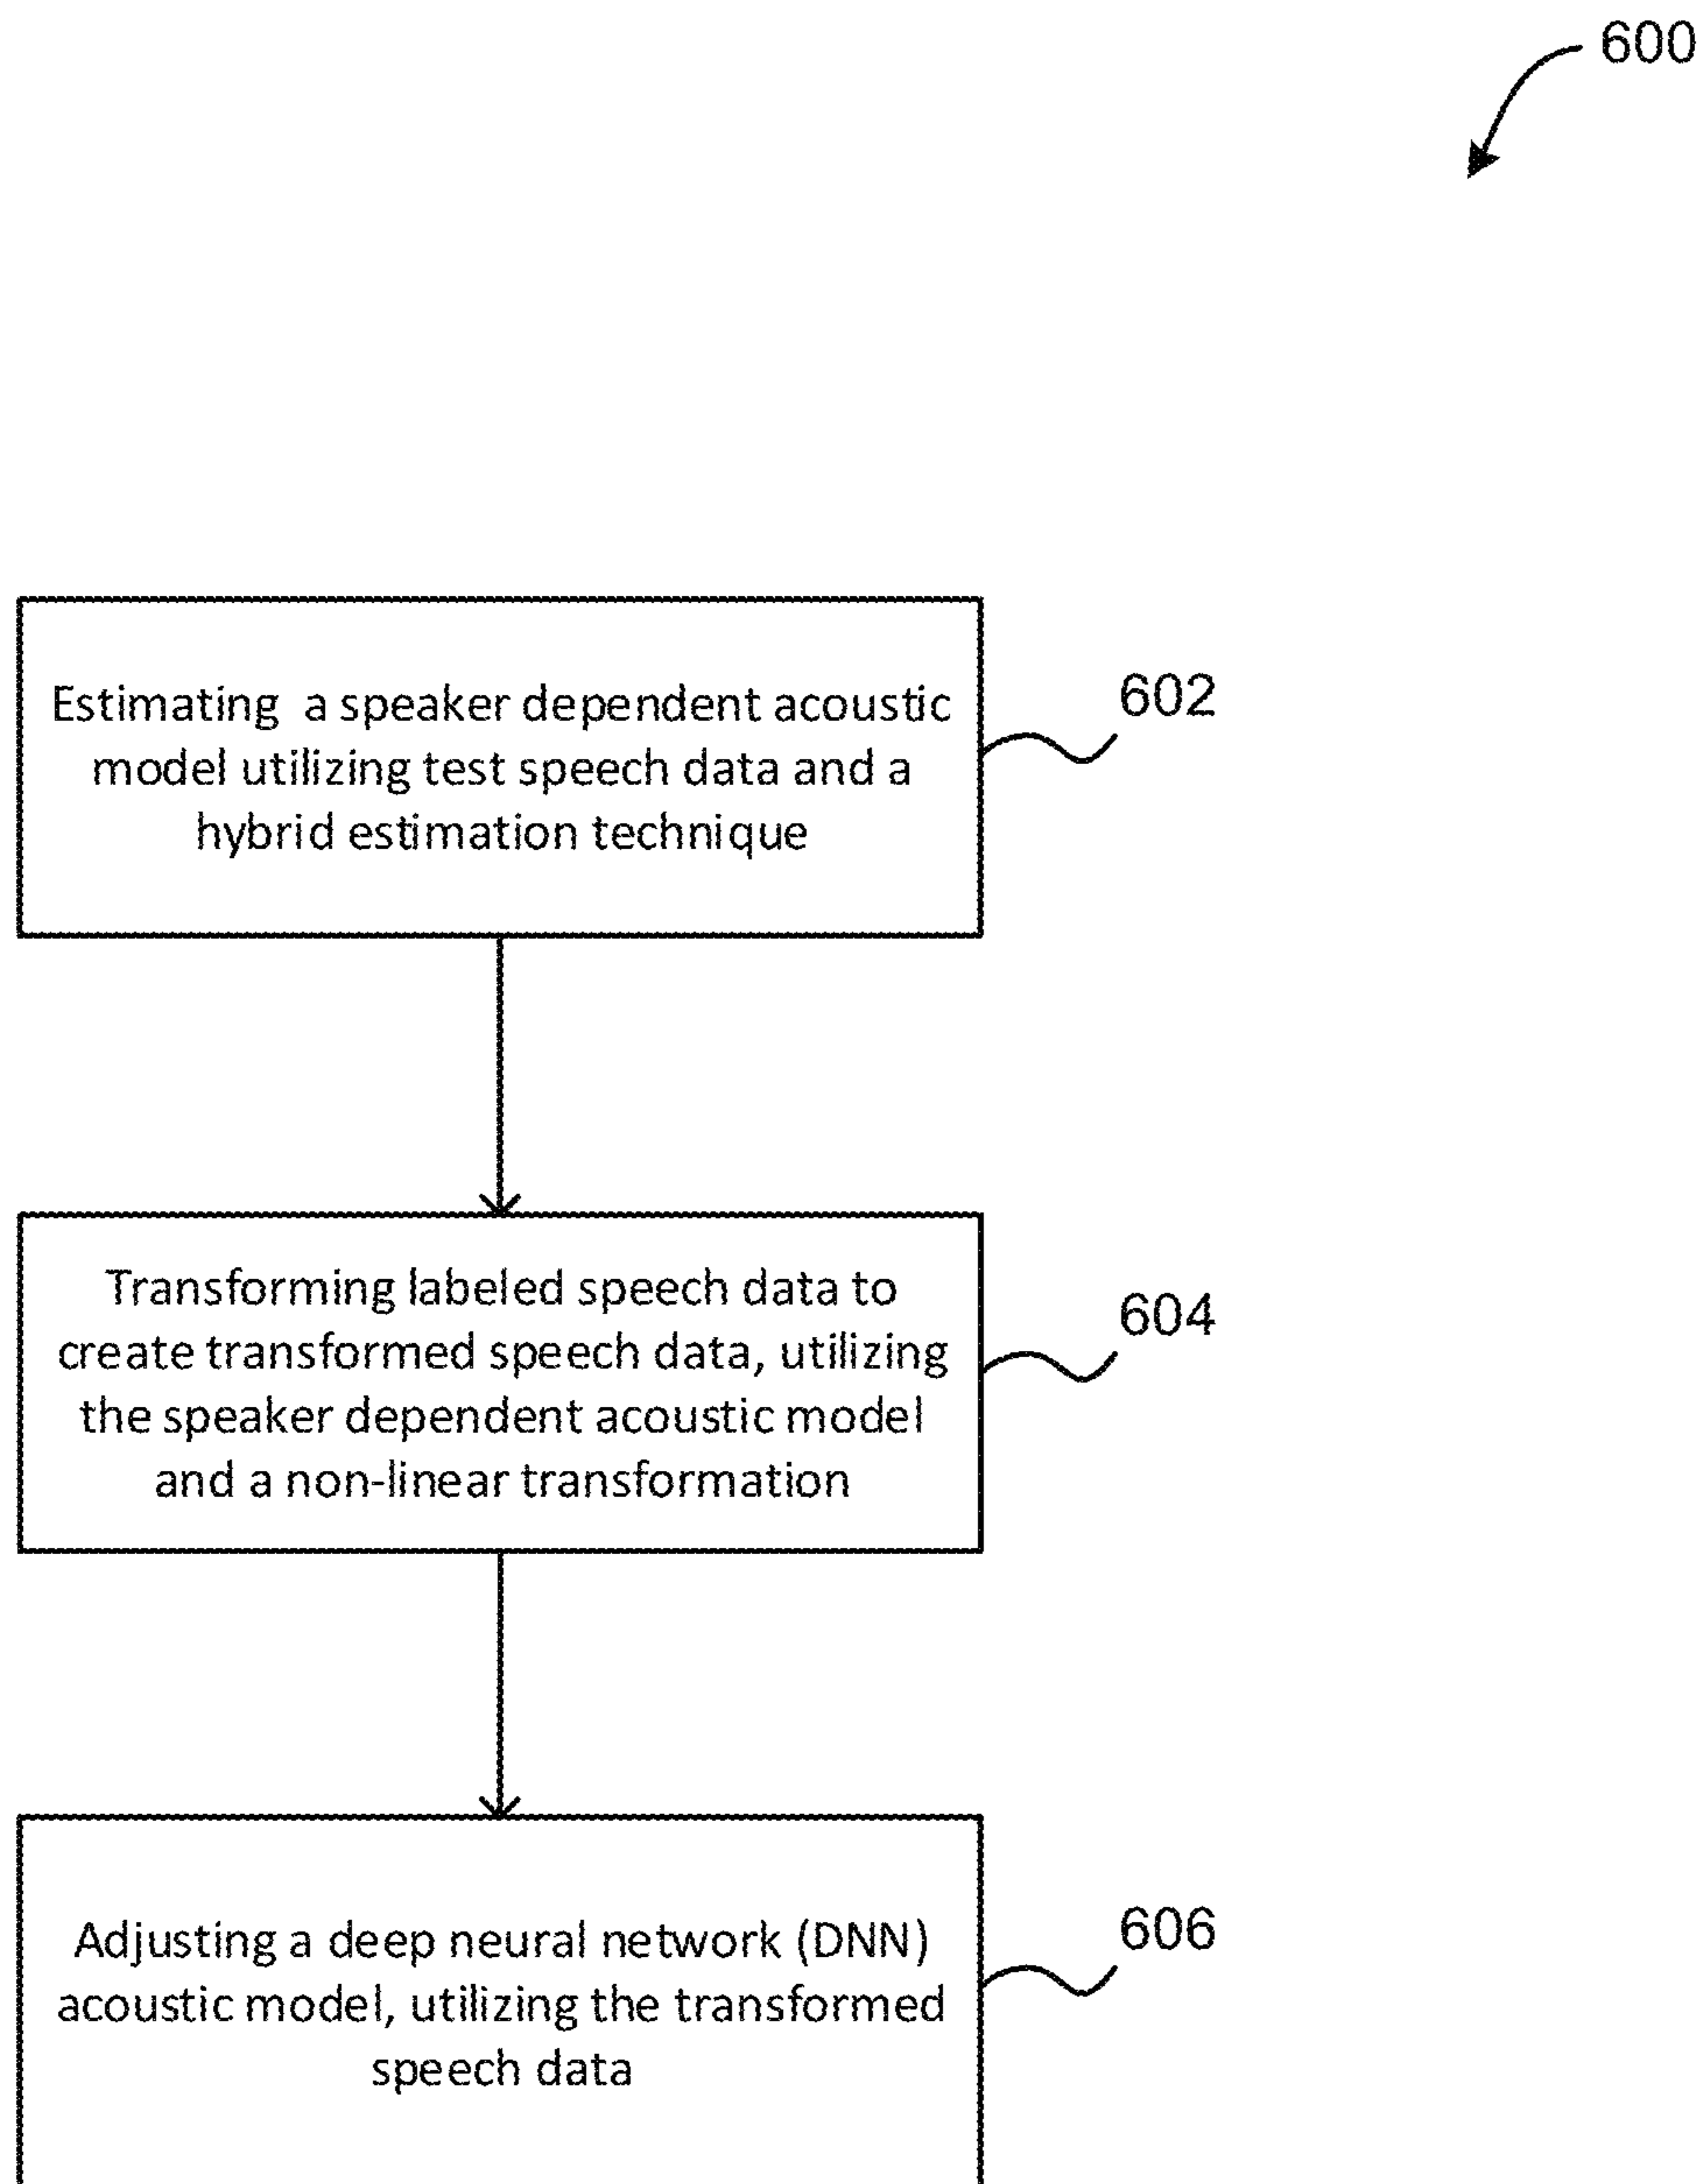 600
Estimating a speaker dependent acoustic
model utilizing test speech data and a
hybrid estimation technique
602
Transforming labeled speech data to
create transformed speech data, utilizing
the speaker dependent acoustic model
and a non-linear transformation
604
Adjusting a deep neural network (DNN)
acoustic model, utilizing the transformed
speech data
606